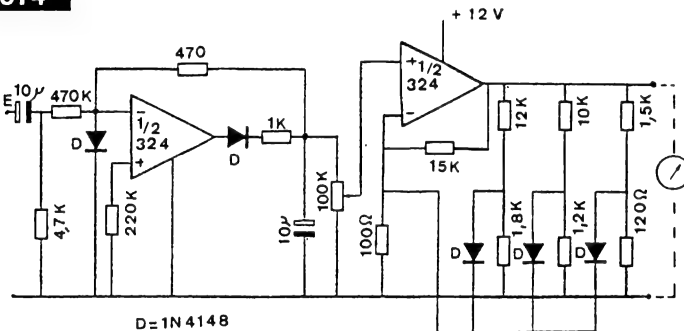 + 12 V
470
10µ
E
470K
D
1/2
324
D
1K
220K
4,7K
10µ
100K
1/2
324
15K
100Ω
12K
10K
1,5K
D
1,8K
D
1,2K
D
120Ω
D=1N4148